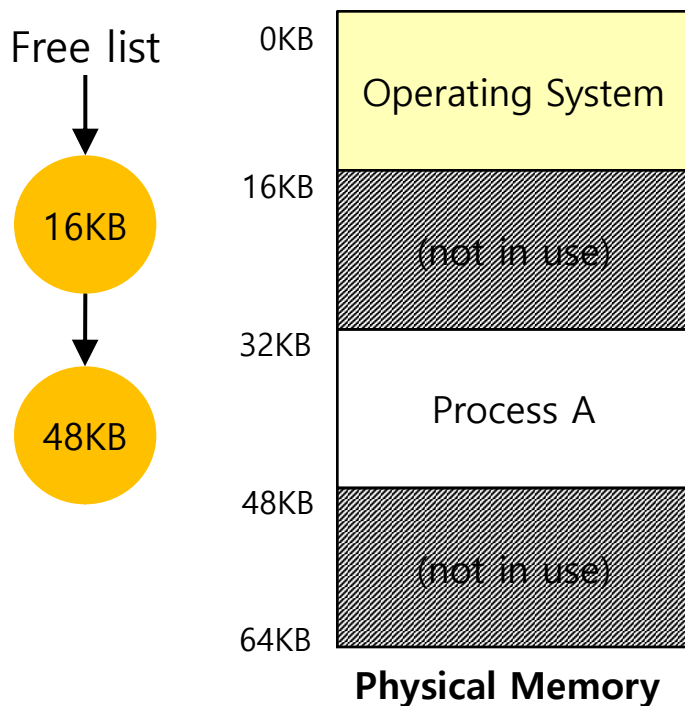 Free list
16KB
48KB
0KB
16KB
32KB
48KB
64KB
Operating System
(not in use)
Process A
(not in use)
Physical Memory